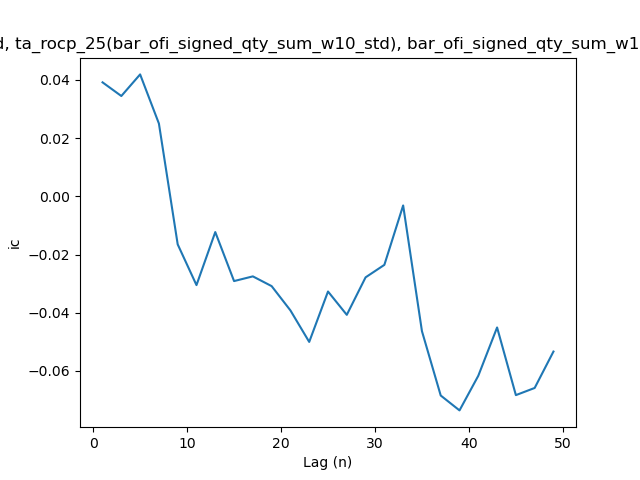 d, ta_rocp_25(bar_ofi_signed_qty_sum_w10_std), bar_ofi_signed_qty_sum_w1
0.04
0.02
0.00
−0.02
−0.04
−0.06
ic
0 10 20 30 40 50
Lag (n)